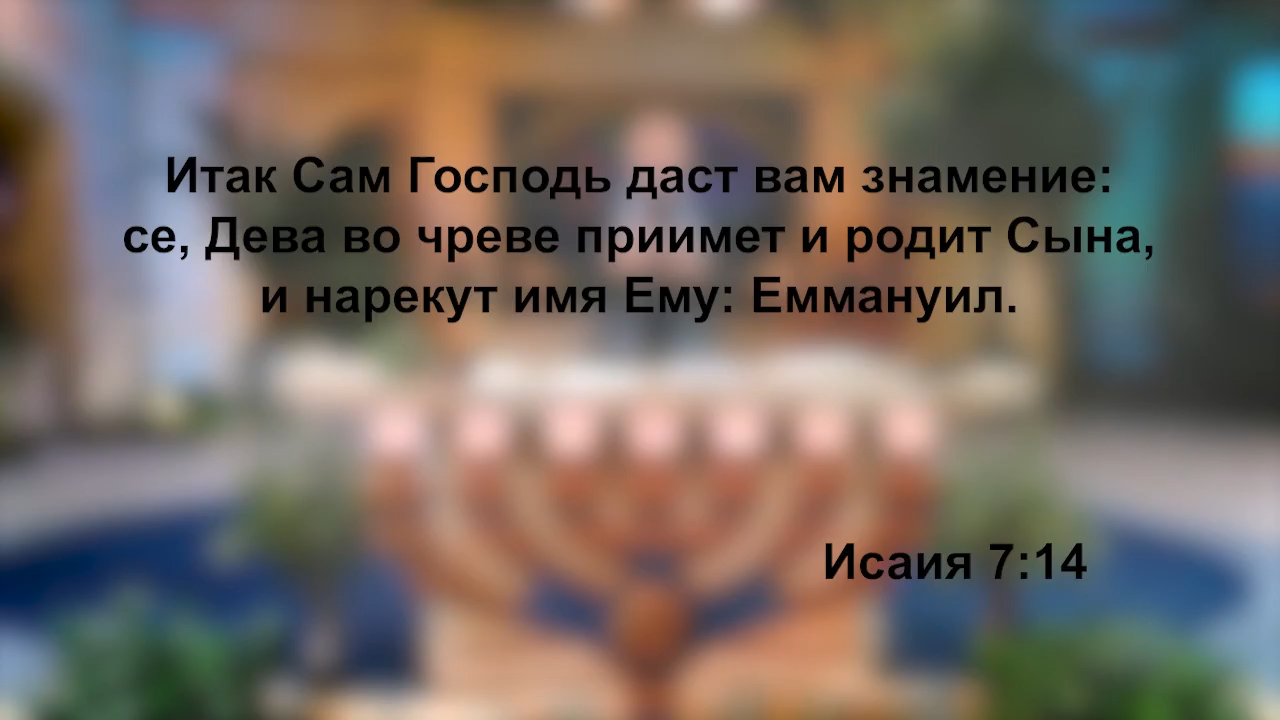 Итак Сам Господь даст вам знамение:
се, Дева во чреве приимет и родит Сына,
и нарекут имя Ему: Еммануил.
Исаия 7:14